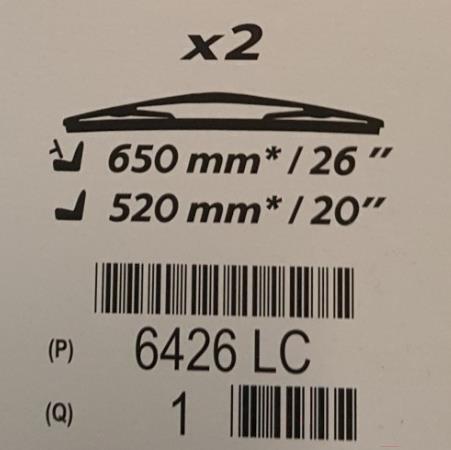 x2
650 mm* / 26 "
520 mm* / 20"
(P) 6426 LC
(Q) 1